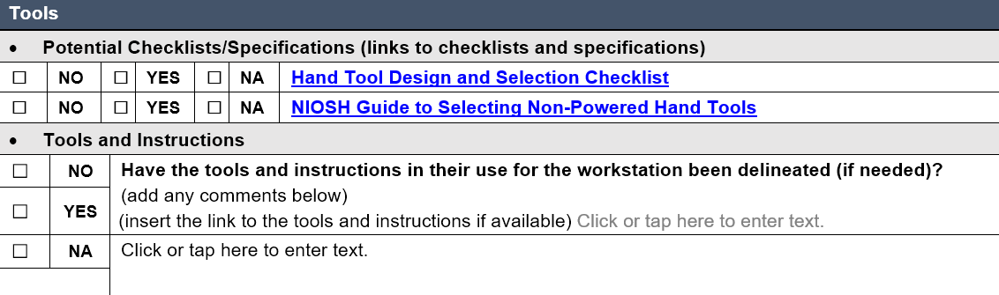 Tools
• Potential Checklists/Specifications (links to checklists and specifications)
☐ NO ☐ YES ☐ NA Hand Tool Design and Selection Checklist
☐ NO ☐ YES ☐ NA NIOSH Guide to Selecting Non-Powered Hand Tools
• Tools and Instructions
☐ NO Have the tools and instructions in their use for the workstation been delineated (if needed)?
(add any comments below)
☐ YES (insert the link to the tools and instructions if available) Click or tap here to enter text.
☐ NA Click or tap here to enter text.